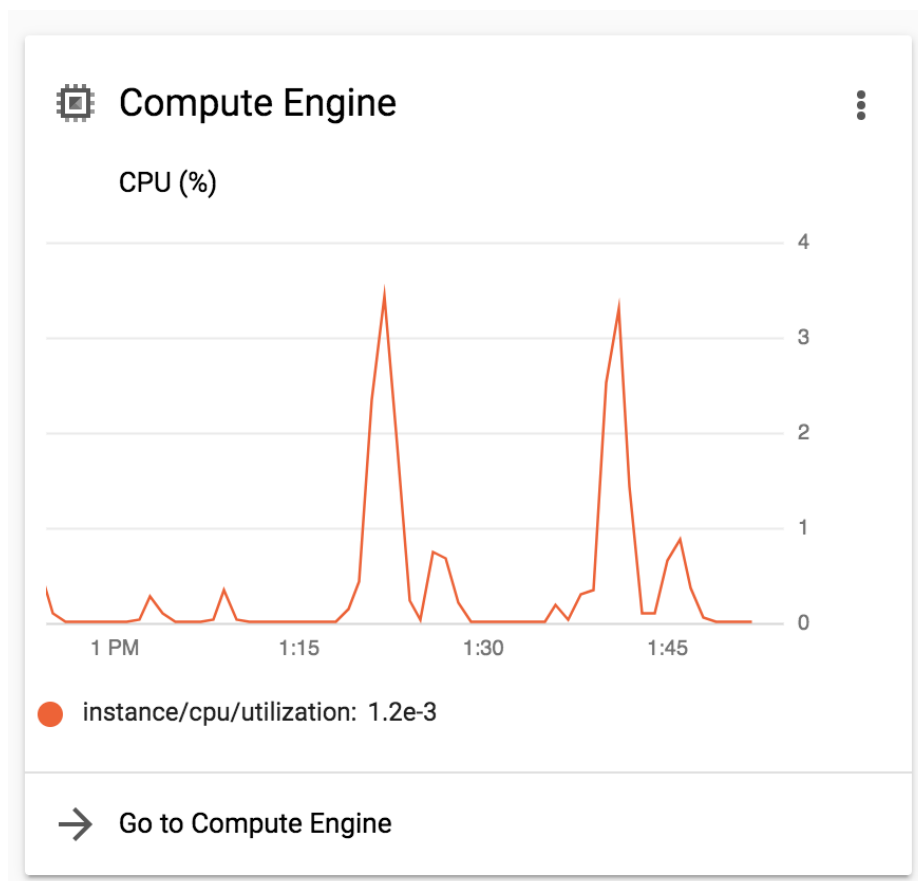 Compute Engine
CPU (%)
4
3
2
1
0
1 PM 1:15 1:30 1:45
instance/cpu/utilization: 1.2e-3
Go to Compute Engine